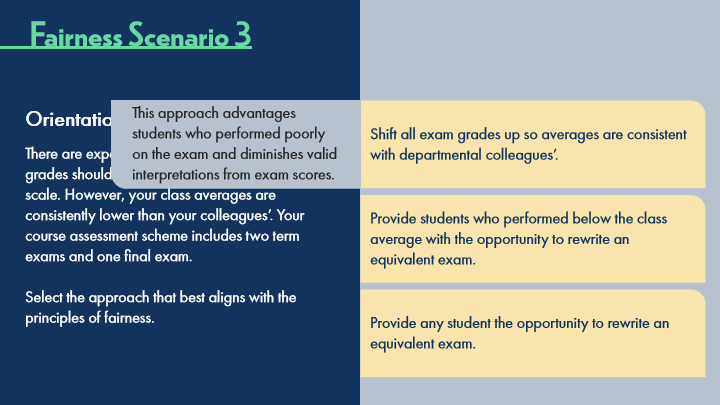 Fairness Scenario 3
Orientatio
There are exp
grades should
scale. However, your class averages are
consistently lower than your colleagues'. Your
course assessment scheme includes two term
exams and one final exam.
Select the approach that best aligns with the
principles of fairness.
This approach advantages
students who performed poorly
on the exam and diminishes valid
interpretations from exam scores.
Shift all exam grades up so averages are consistent
with departmental colleagues'.
Provide students who performed below the class
average with the opportunity to rewrite an
equivalent exam.
Provide any student the opportunity to rewrite an
equivalent exam.